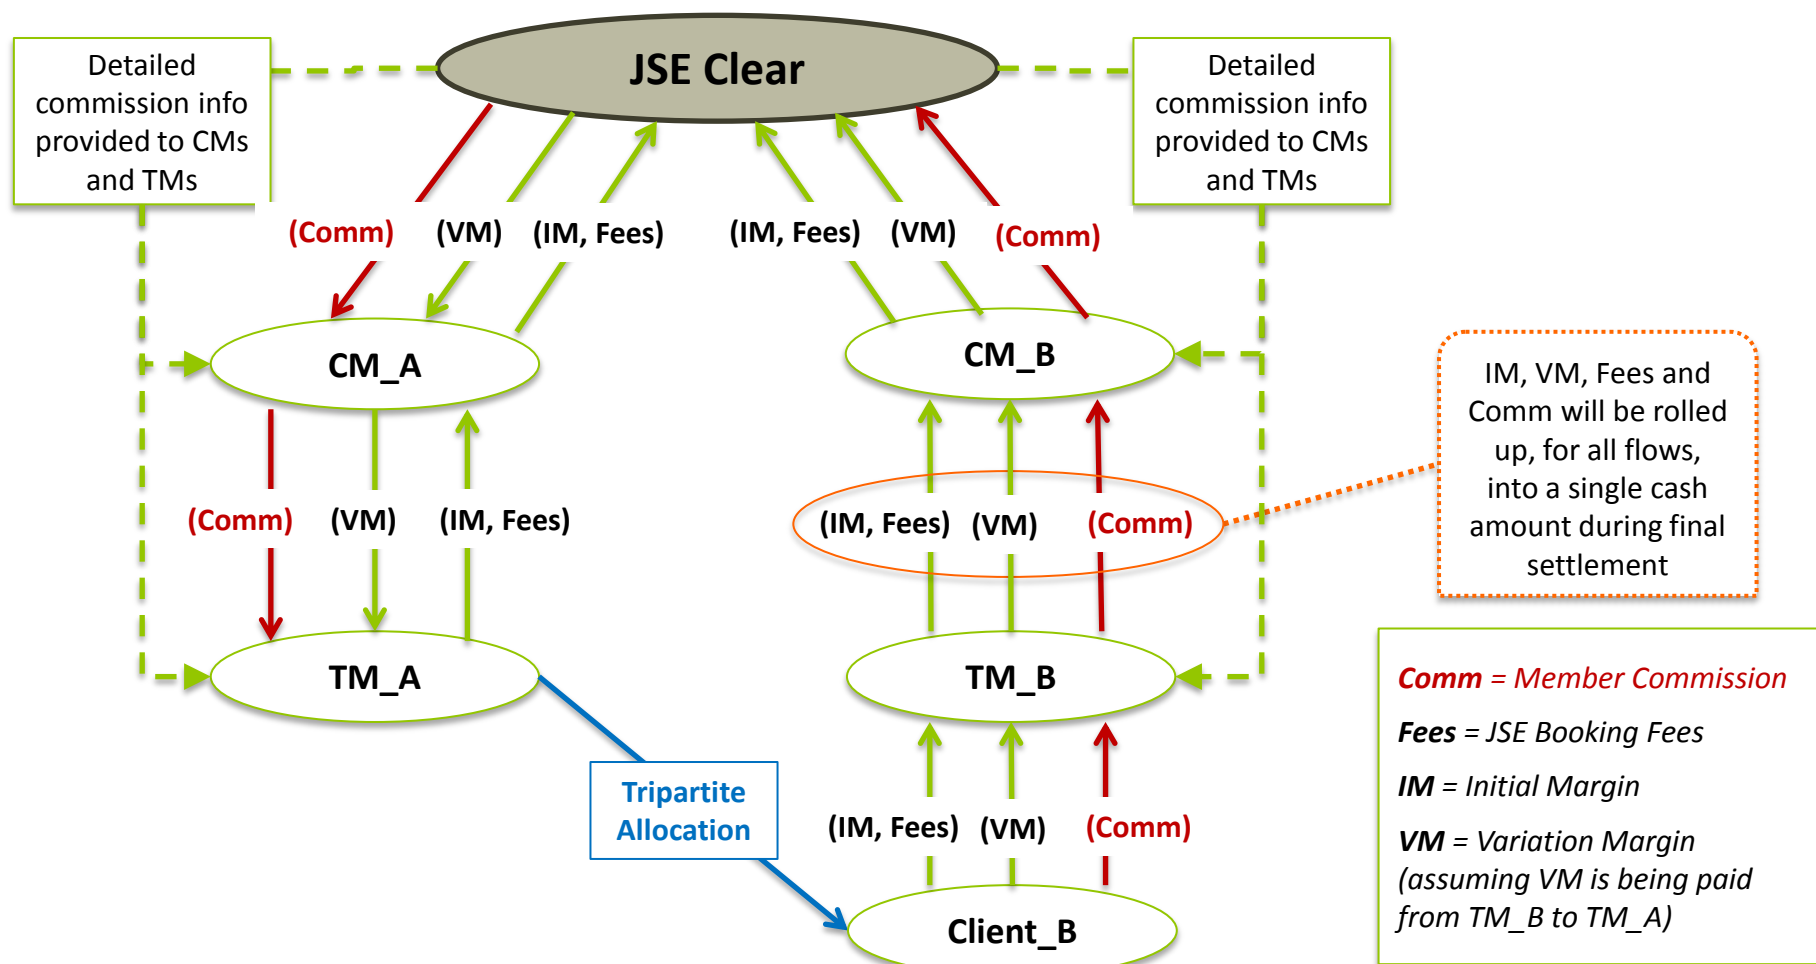 JSE Clear
Detailed
commission info
provided to CMs
and TMs
Detailed
commission info
provided to CMs
and TMs
(Comm) (VM) (IM, Fees) (IM, Fees) (VM) (Comm)
CM_A
CM_B
IM, VM, Fees and
Comm will be rolled
up, for all flows,
into a single cash
amount during final
settlement
(Comm) (VM) (IM, Fees) (IM, Fees) (VM) (Comm)
TM_A
TM_B
Tripartite
Allocation
(IM, Fees) (VM) (Comm)
Client_B
Comm = Member Commission
Fees = JSE Booking Fees
IM = Initial Margin
VM = Variation Margin
(assuming VM is being paid
from TM_B to TM_A)